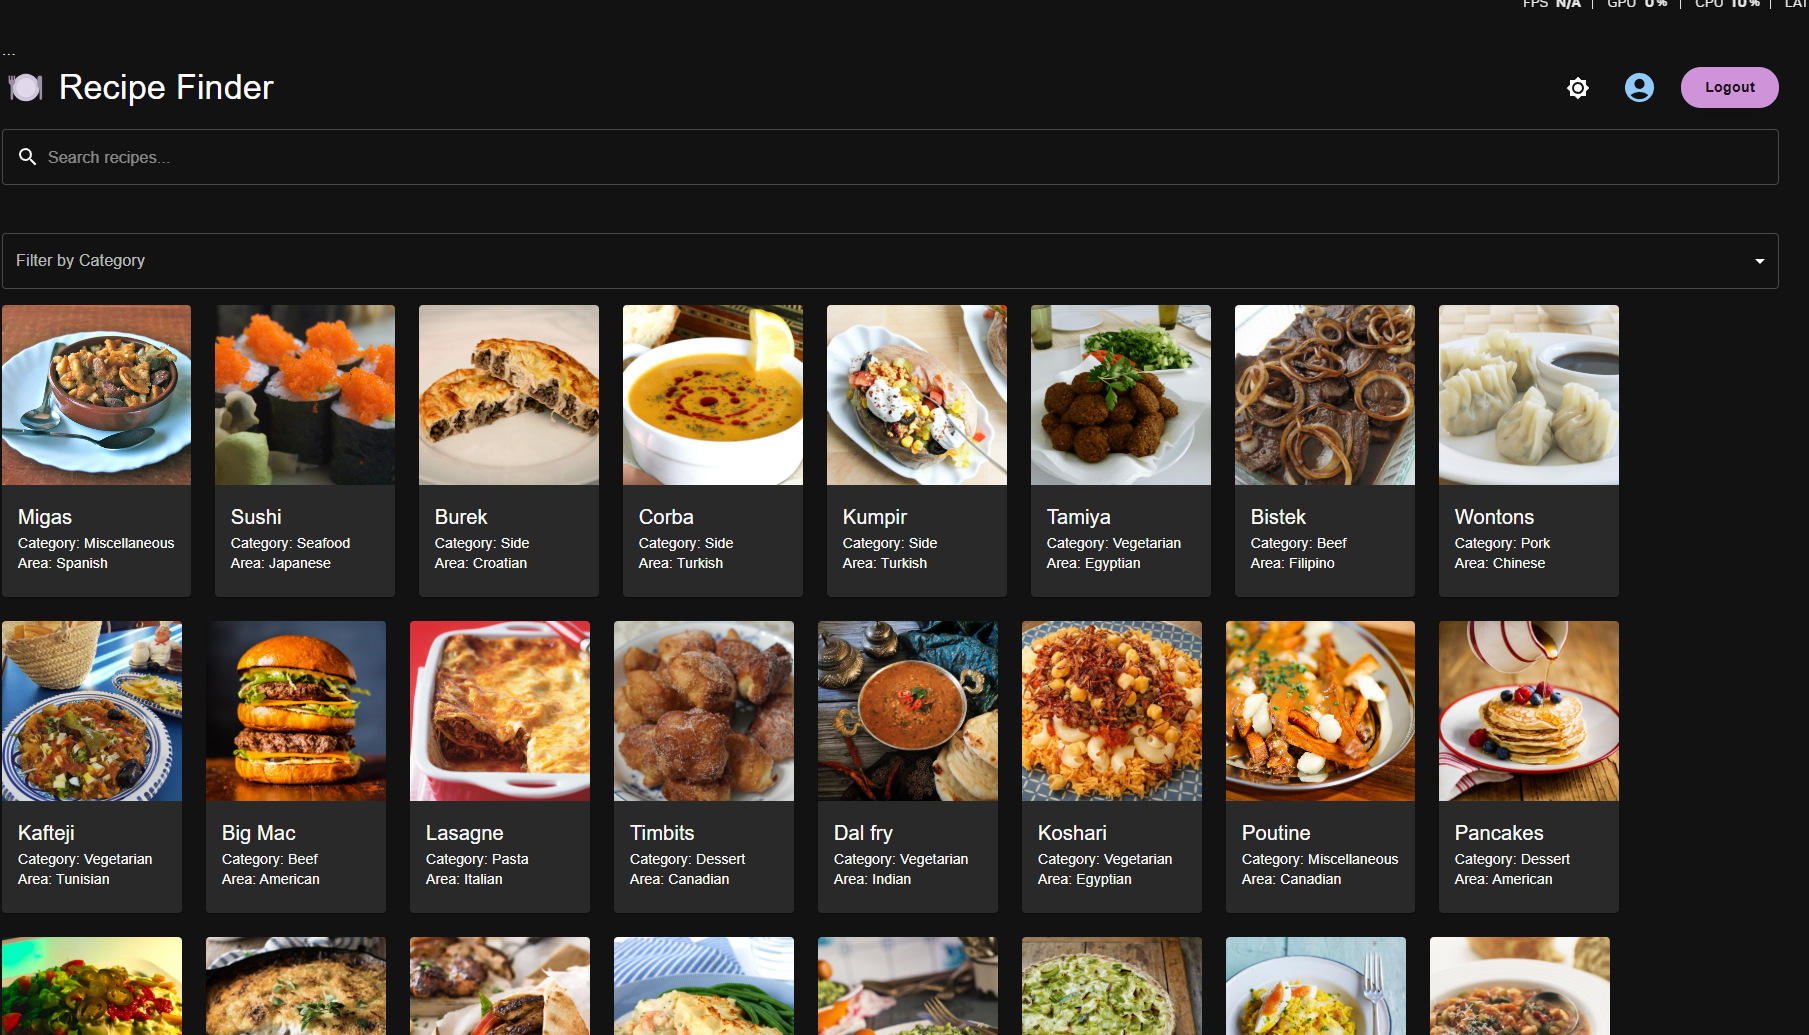 FPS N/A | GPU 0% | CPU 10% | LAT
...
Recipe Finder
Logout
Search recipes...
Filter by Category
Migas
Category: Miscellaneous
Area: Spanish
Sushi
Category: Seafood
Area: Japanese
Burek
Category: Side
Area: Croatian
Corba
Category: Side
Area: Turkish
Kumpir
Category: Side
Area: Turkish
Tamiya
Category: Vegetarian
Area: Egyptian
Bistek
Category: Beef
Area: Filipino
Wontons
Category: Pork
Area: Chinese
Kafteji
Category: Vegetarian
Area: Tunisian
Big Mac
Category: Beef
Area: American
Lasagne
Category: Pasta
Area: Italian
Timbits
Category: Dessert
Area: Canadian
Dal fry
Category: Vegetarian
Area: Indian
Koshari
Category: Vegetarian
Area: Egyptian
Poutine
Category: Miscellaneous
Area: Canadian
Pancakes
Category: Dessert
Area: American